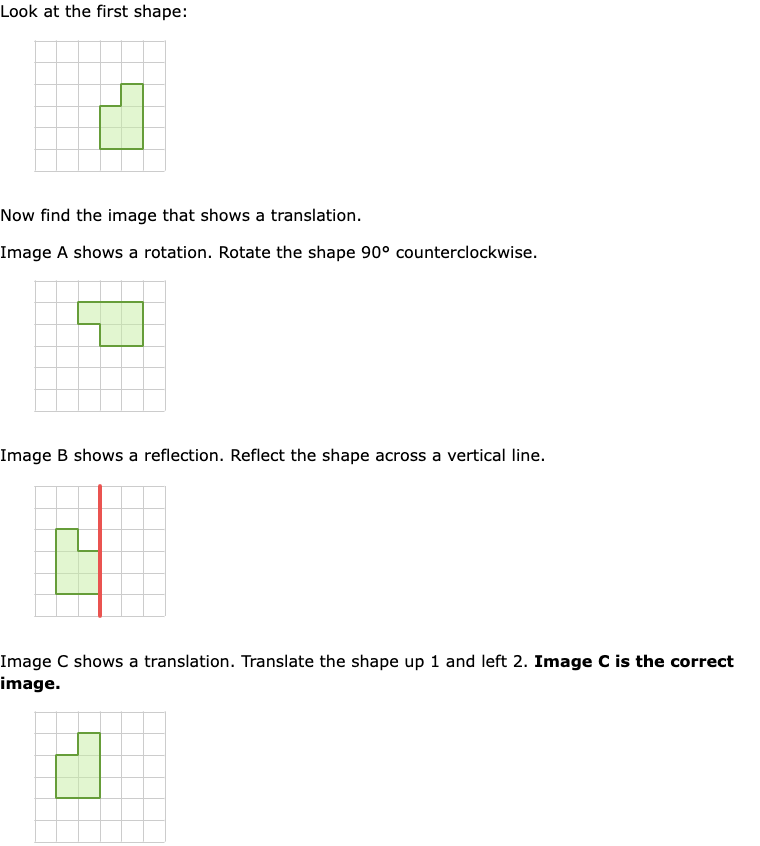 Look at the first shape:
Now find the image that shows a translation.
Image A shows a rotation. Rotate the shape 90° counterclockwise.
Image B shows a reflection. Reflect the shape across a vertical line.
Image C shows a translation. Translate the shape up 1 and left 2. Image C is the correct
image.